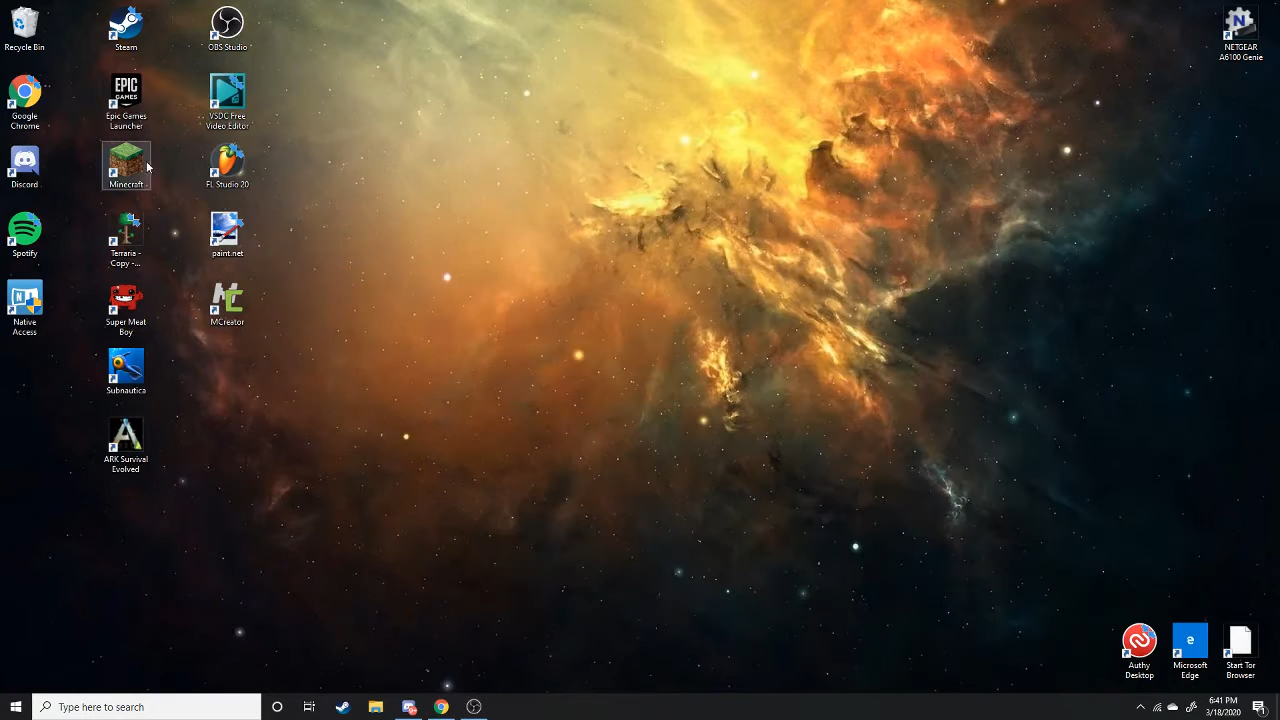 Recycle Bin
Google
Chrome
Discord
Spotify
Native
Access
Steam
EPIC
GAMES
Epic Games
Launcher
Minecraft
Terraria -
Copy -...
Super Meat
Boy
Subnautica
ARK Survival
Evolved
OBS Studio
VSDC Free
Video Editor
FL Studio 20
paint.net
MCreator
N
NETGEAR
A6100 Genie
Authy
Desktop
e
Microsoft
Edge
Start Tor
Browser
Type here to search
6:41 PM
3/18/2020